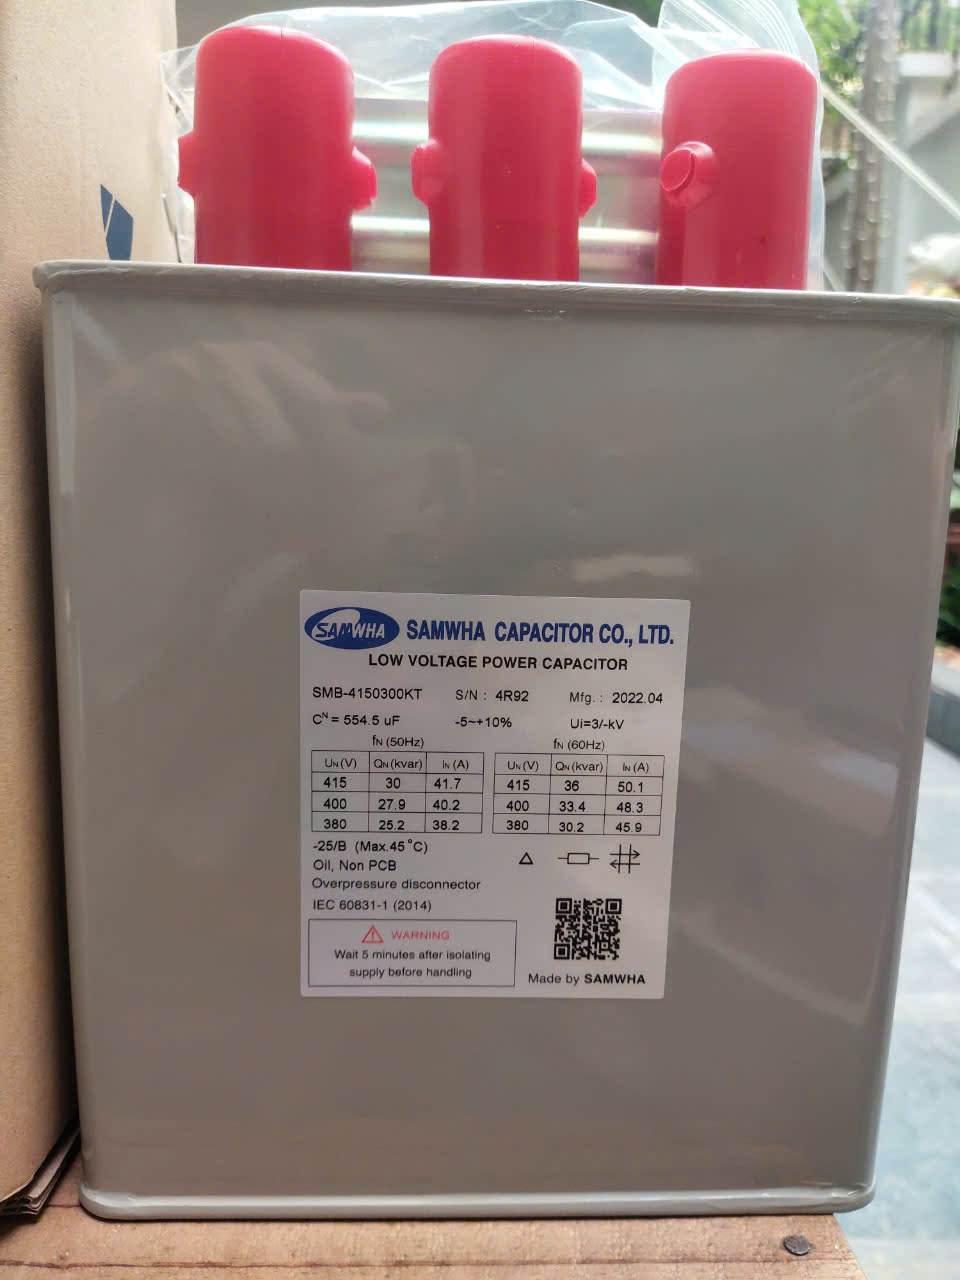 SAMWHA SAMWHA CAPACITOR CO., LTD.
LOW VOLTAGE POWER CAPACITOR
SMB-4150300KT S/N : 4R92 Mfg. : 2022.04
Cᴺ = 554.5 uF -5~+10% Ui=3/-kV
fN (50Hz) fN (60Hz)
UN (V) QN (kvar) IN (A) UN (V) QN (kvar) IN (A)
415 30 41.7 415 36 50.1
400 27.9 40.2 400 33.4 48.3
380 25.2 38.2 380 30.2 45.9
-25/B (Max.45°C)
Oil, Non PCB
Overpressure disconnector
IEC 60831-1 (2014)
WARNING
Wait 5 minutes after isolating
supply before handling
Made by SAMWHA